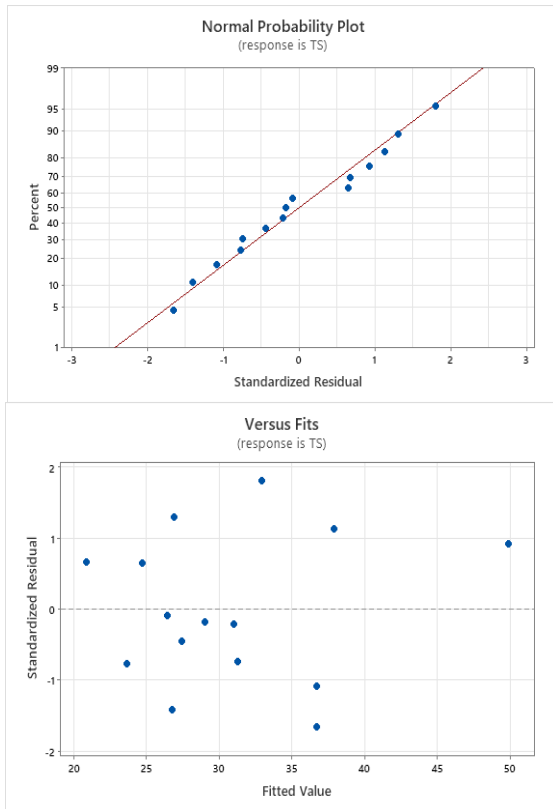 Normal Probability Plot
(response is TS)
99
95
90
80
70
60
50
40
30
20
10
5
1
Percent
-3 -2 -1 0 1 2 3
Standardized Residual
Versus Fits
(response is TS)
2
1
0
-1
-2
Standardized Residual
20 25 30 35 40 45 50
Fitted Value